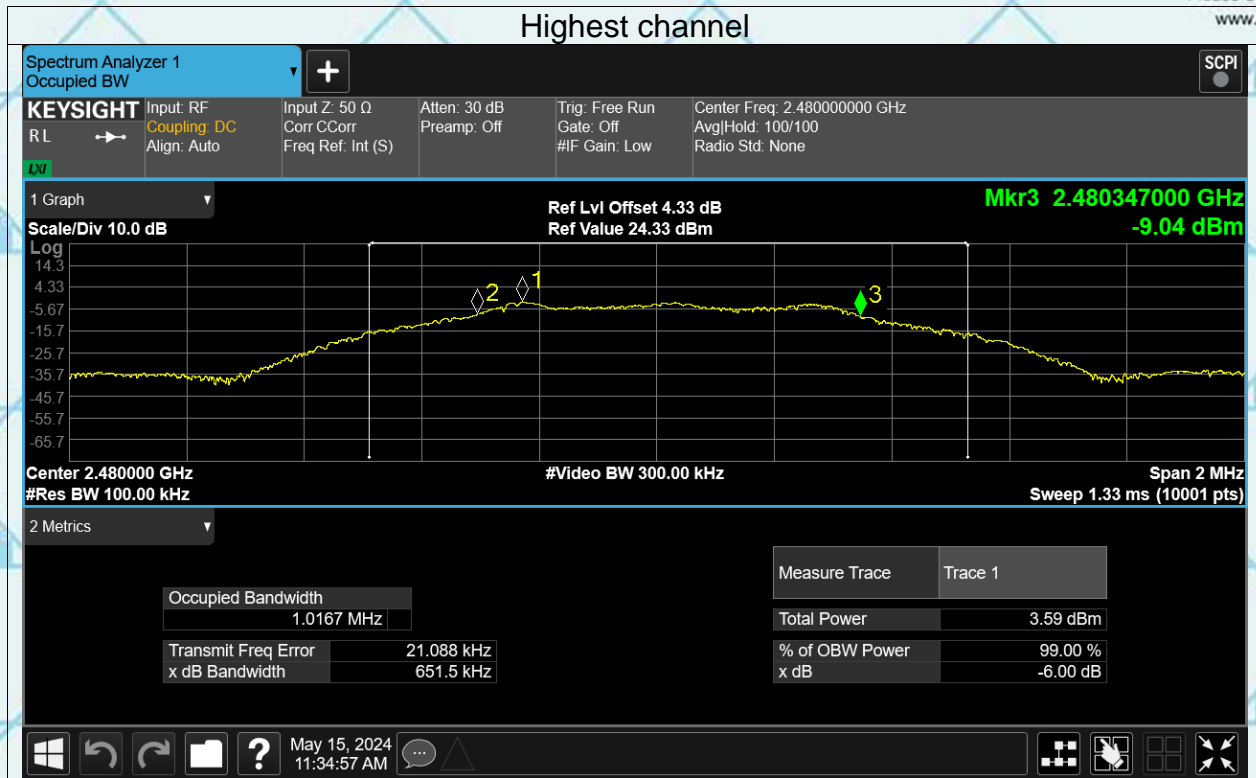 www.
Highest channel
Spectrum Analyzer 1
Occupied BW
+
SCPI
KEYSIGHT Input: RF Input Z: 50 Ω Atten: 30 dB Trig: Free Run Center Freq: 2.480000000 GHz
RL Coupling: DC Corr CCorr Preamp: Off Gate: Off Avg|Hold: 100/100
Align: Auto Freq Ref: Int (S) #IF Gain: Low Radio Std: None
LXI
1 Graph
Mkr3 2.480347000 GHz
Ref Lvl Offset 4.33 dB
Scale/Div 10.0 dB Ref Value 24.33 dBm -9.04 dBm
Log
14.3
4.33
-5.67
-15.7
-25.7
-35.7
-45.7
-55.7
-65.7
2 1 3
Center 2.480000 GHz #Video BW 300.00 kHz Span 2 MHz
#Res BW 100.00 kHz Sweep 1.33 ms (10001 pts)
2 Metrics
Measure Trace Trace 1
Occupied Bandwidth
1.0167 MHz Total Power 3.59 dBm
Transmit Freq Error 21.088 kHz % of OBW Power 99.00 %
x dB Bandwidth 651.5 kHz x dB -6.00 dB
? May 15, 2024
11:34:57 AM